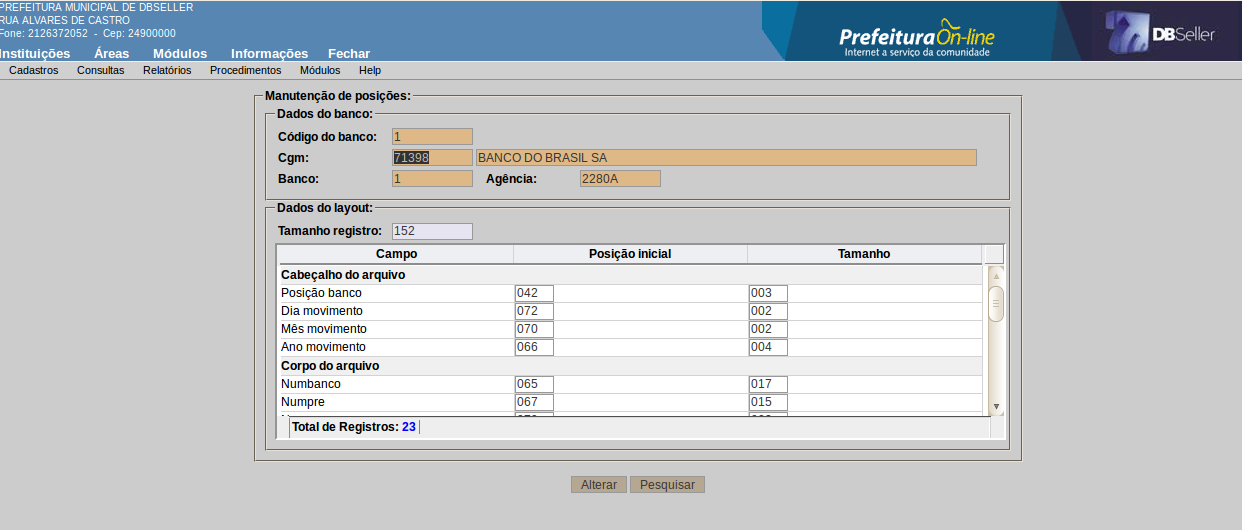 PREFEITURA MUNICIPAL DE DBSELLER
RUA ALVARES DE CASTRO
Fone: 2126372052 - Cep: 24900000
Instituições Áreas Módulos Informações Fechar
Prefeitura On-line
Internet a serviço da comunidade
DBSeller
Cadastros Consultas Relatórios Procedimentos Módulos Help
Manutenção de posições:
Dados do banco:
Código do banco: 1
Cgm: 71398 BANCO DO BRASIL SA
Banco: 1 Agência: 2280A
Dados do layout:
Tamanho registro: 152
Campo Posição inicial Tamanho
Cabeçalho do arquivo
Posição banco 042 003
Dia movimento 072 002
Mês movimento 070 002
Ano movimento 066 004
Corpo do arquivo
Numbanco 065 017
Numpre 067 015
Total de Registros: 23
Alterar Pesquisar